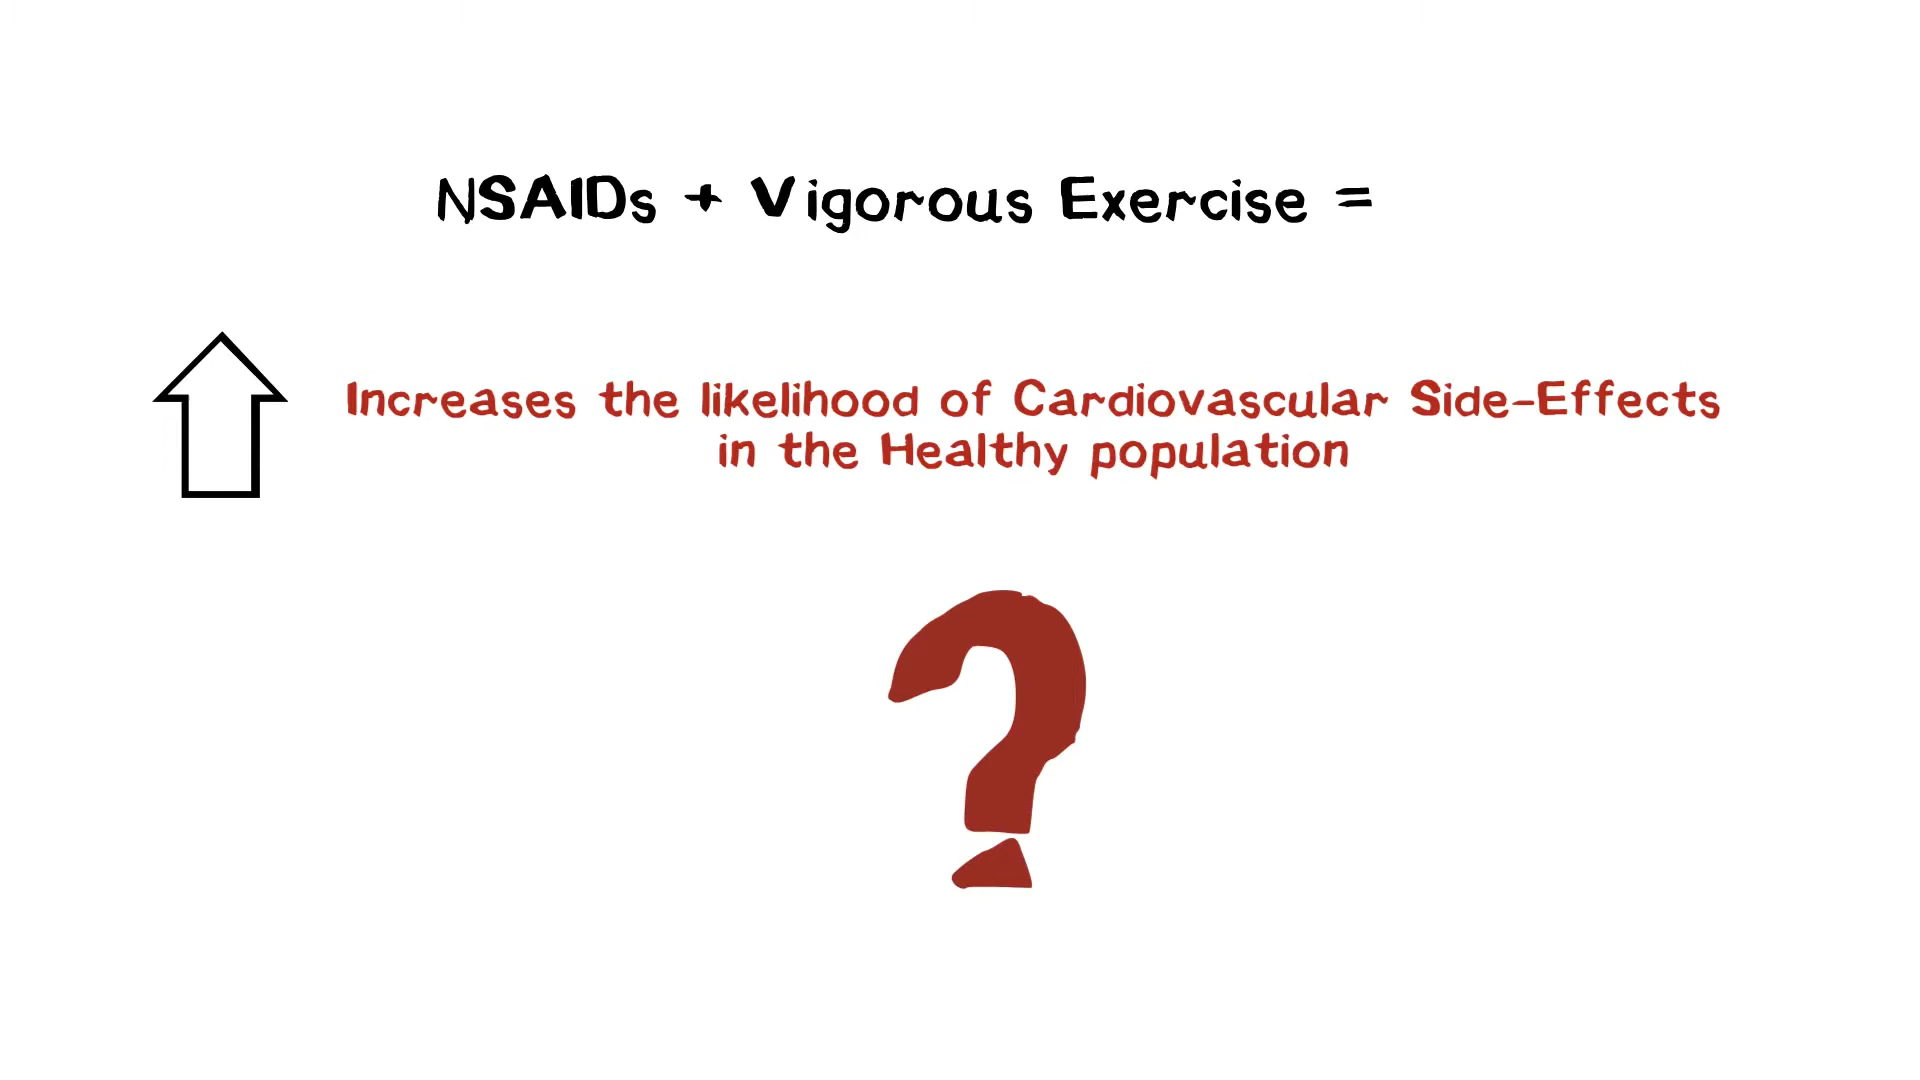 NSAIDs + Vigorous Exercise =
Increases the likelihood of Cardiovascular Side-Effects
in the Healthy population
?